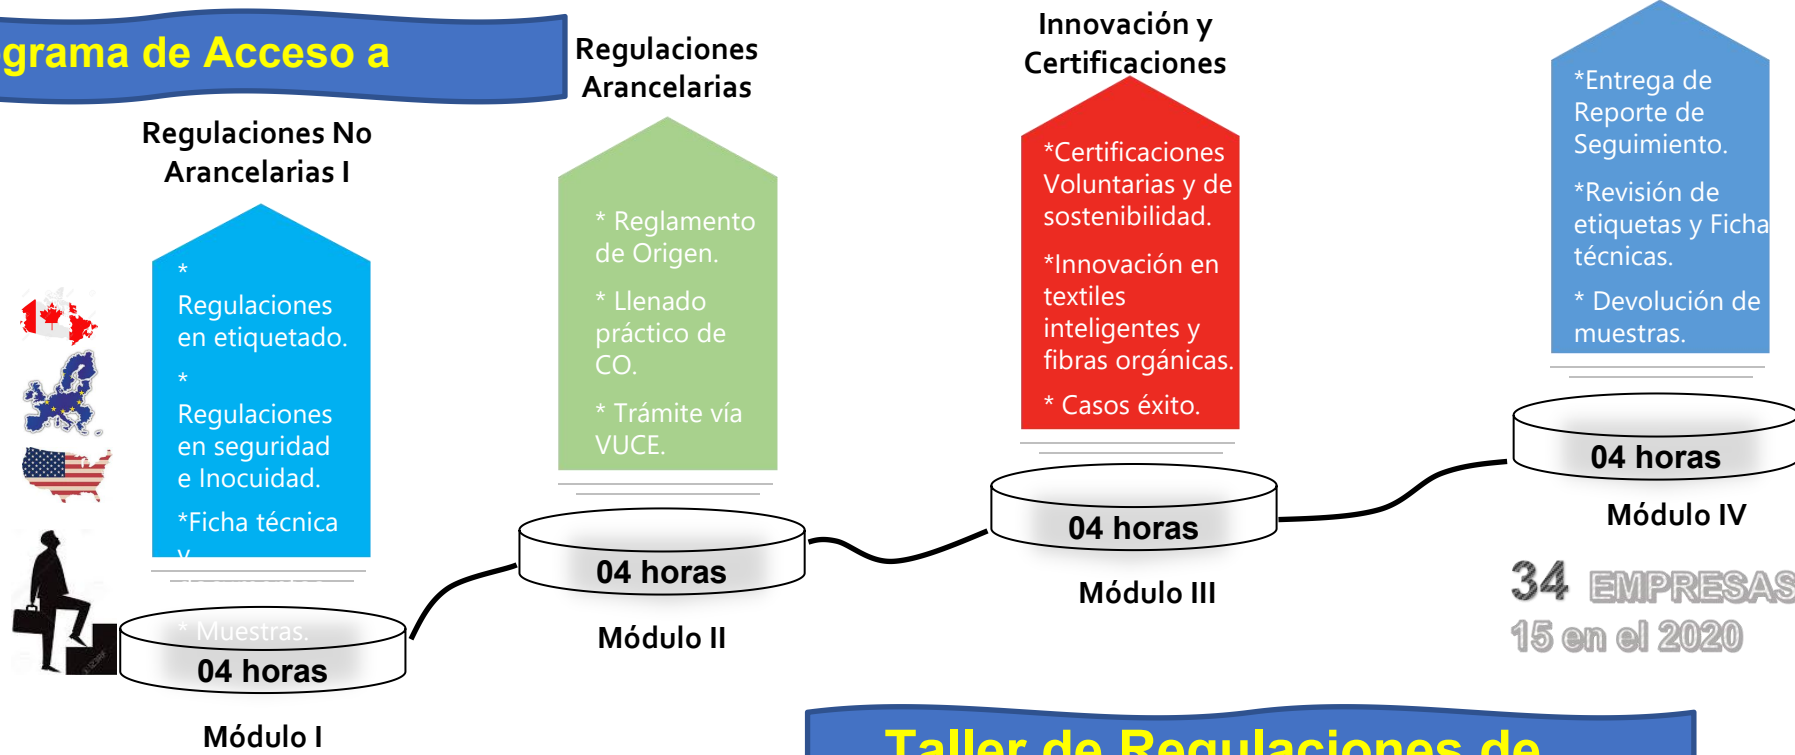 grama de Acceso a
Regulaciones No
Arancelarias I
*
Regulaciones
en etiquetado.
*
Regulaciones
en seguridad
e Inocuidad.
*Ficha técnica
y
* Muestras.
04 horas
Módulo I
Regulaciones
Arancelarias
* Reglamento
de Origen.
* Llenado
práctico de
CO.
* Trámite vía
VUCE.
04 horas
Módulo II
Innovación y
Certificaciones
*Certificaciones
Voluntarias y de
sostenibilidad.
*Innovación en
textiles
inteligentes y
fibras orgánicas.
* Casos éxito.
04 horas
Módulo III
*Entrega de
Reporte de
Seguimiento.
*Revisión de
etiquetas y Ficha
técnicas.
* Devolución de
muestras.
04 horas
Módulo IV
34 EMPRESAS
15 en el 2020
Taller de Regulaciones de